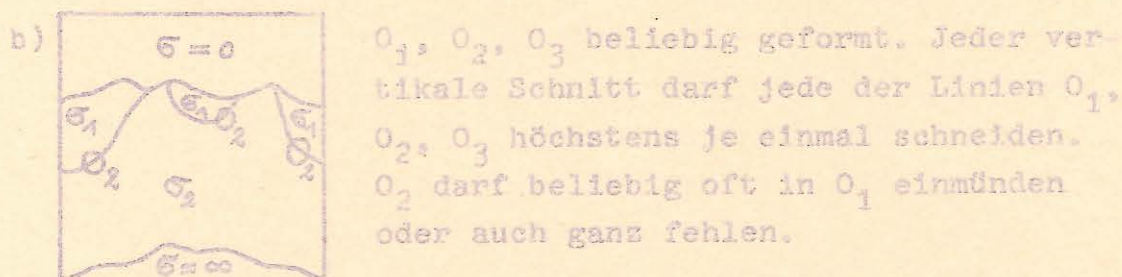 b)
σ = 0
σ₁ σ₁ O₂ σ₁
O₂ O₂
σ₂
σ = ∞
O₁, O₂, O₃ beliebig geformt. Jeder ver-
tikale Schnitt darf jede der Linien O₁,
O₂, O₃ höchstens je einmal schneiden.
O₂ darf beliebig oft in O₁ einmünden
oder auch ganz fehlen.